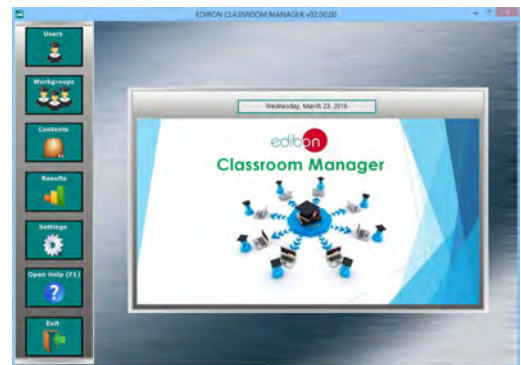 EDIBON CLASSROOM MANAGER v02.00.00
Users
Workgroups
Contents
Results
Settings
Open Help (F1)
Exit
Wednesday, March 23, 2016
edibon
Classroom Manager